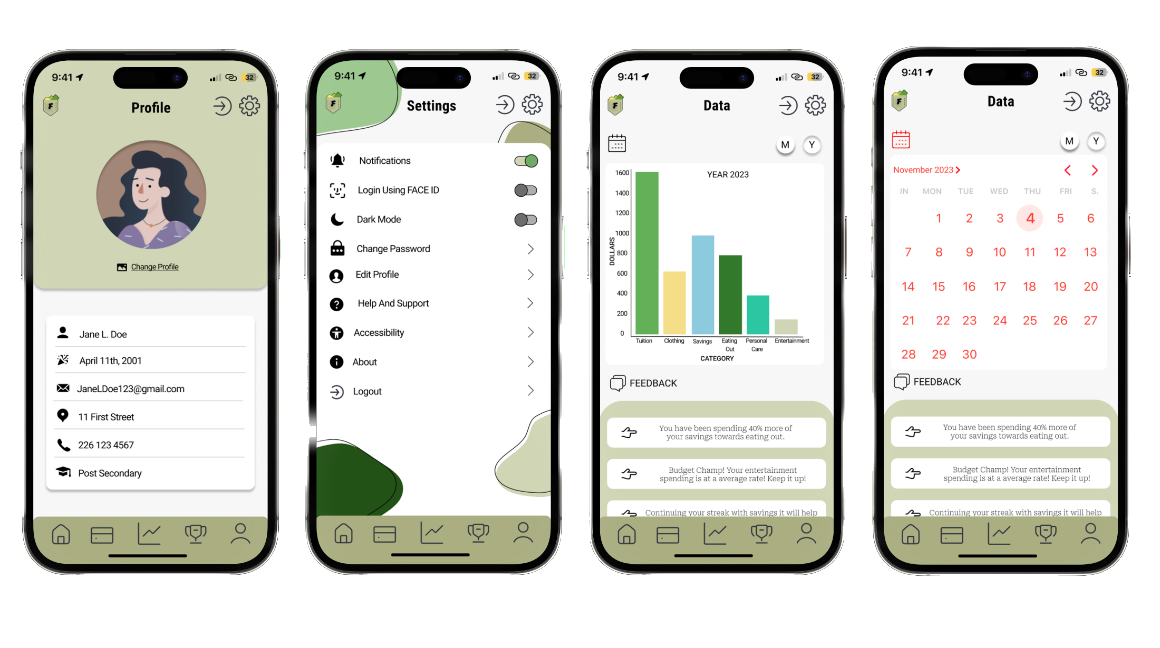 9:41
32
F
Profile
Change Profile
Jane L. Doe
April 11th, 2001
JaneLDoe123@gmail.com
11 First Street
226 123 4567
Post Secondary
9:41
32
F
Settings
Notifications
Login Using FACE ID
Dark Mode
Change Password
Edit Profile
Help And Support
Accessibility
About
Logout
9:41
32
F
Data
M Y
YEAR 2023
1600
1400
1200
1000
800
600
400
200
0
DOLLARS
Tuition Clothing Savings Eating Out Personal Care Entertainment
CATEGORY
FEEDBACK
You have been spending 40% more of
your savings towards eating out.
Budget Champ! Your entertainment
spending is at a average rate! Keep it up!
Continuing your streak with savings it will help
9:41
32
F
Data
M Y
November 2023
IN MON TUE WED THU FRI S.
1 2 3 4 5 6
7 8 9 10 11 12 13
14 15 16 17 18 19 20
21 22 23 24 25 26 27
28 29 30
FEEDBACK
You have been spending 40% more of
your savings towards eating out.
Budget Champ! Your entertainment
spending is at a average rate! Keep it up!
Continuing your streak with savings it will help